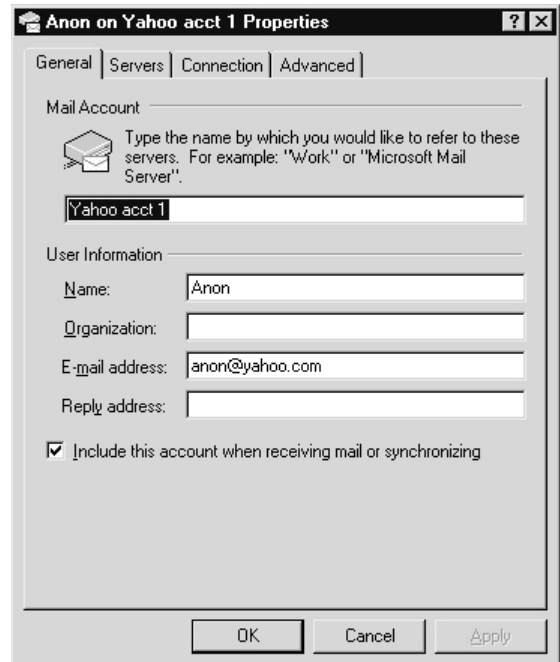 Anon on Yahoo acct 1 Properties
General Servers Connection Advanced
Mail Account
Type the name by which you would like to refer to these
servers. For example: "Work" or "Microsoft Mail
Server".
Yahoo acct 1
User Information
Name: Anon
Organization:
E-mail address: anon@yahoo.com
Reply address:
Include this account when receiving mail or synchronizing
OK Cancel Apply